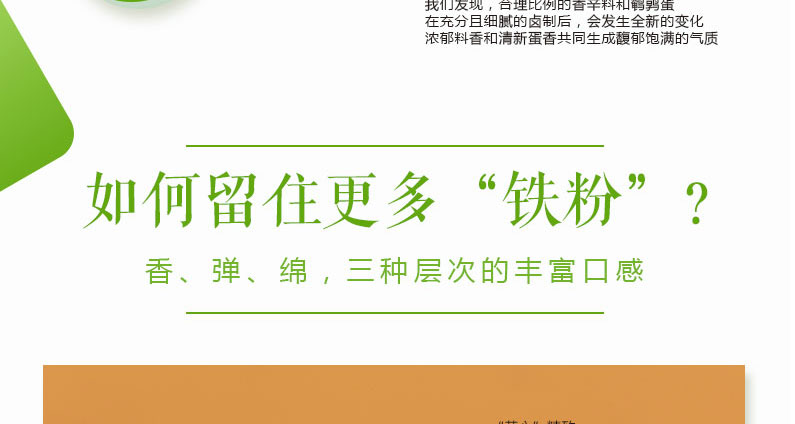 我们发现，合理比例的香辛料和鹌鹑蛋
在充分且细腻的卤制后，会发生全新的变化
浓郁料香和清新蛋香共同生成馥郁饱满的气质
如何留住更多“铁粉”？
香、弹、绵，三种层次的丰富口感